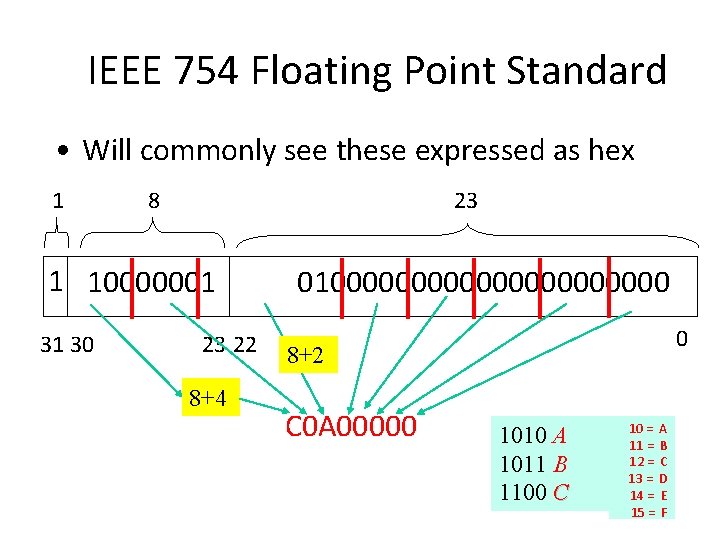 IEEE 754 Floating Point Standard
• Will commonly see these expressed as hex
1 8 23
1 10000001 01000000000000000000000
31 30 23 22 0
8+2
8+4
C0A00000
1010 A
1011 B
1100 C
10 = A
11 = B
12 = C
13 = D
14 = E
15 = F